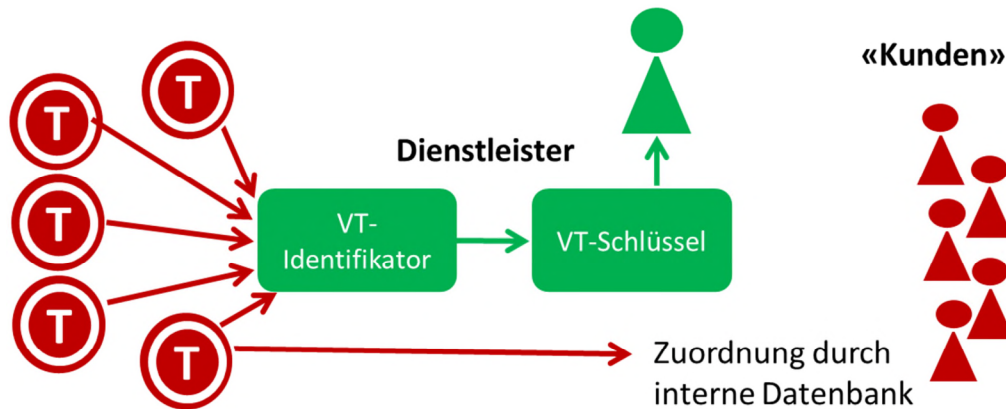 «Kunden»
T
T
Dienstleister
T
VT-
Identifikator
VT-Schlüssel
T
T
Zuordnung durch
interne Datenbank